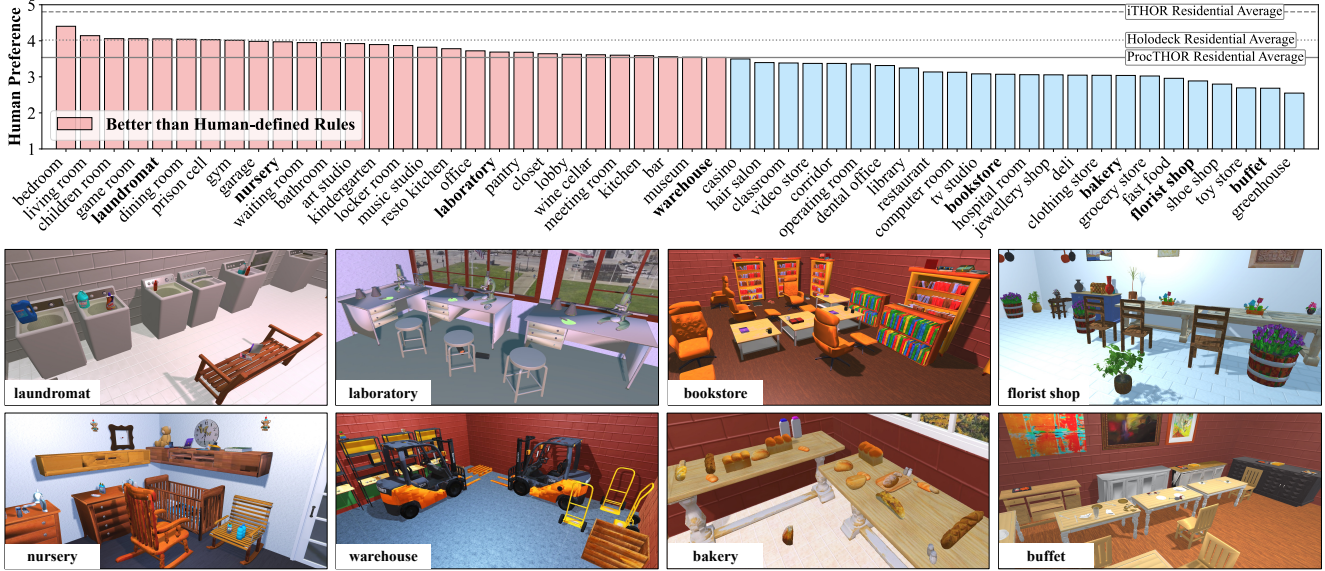 Human Preference
5
4
3
2
1
iTHOR Residential Average
Holodeck Residential Average
ProcTHOR Residential Average
Better than Human-defined Rules
bedroom
living room
children room
game room
laundromat
dining room
prison cell
gym
garage
nursery
waiting room
bathroom
art studio
kindergarten
locker room
music studio
resto kitchen
office
laboratory
pantry
closet
lobby
wine cellar
meeting room
kitchen
bar
museum
warehouse
casino
hair salon
classroom
video store
corridor
operating room
dental office
library
restaurant
computer room
tv studio
bookstore
hospital room
jewellery shop
deli
clothing store
bakery
grocery store
fast food
florist shop
shoe shop
toy store
buffet
greenhouse
laundromat
laboratory
bookstore
florist shop
nursery
warehouse
bakery
buffet